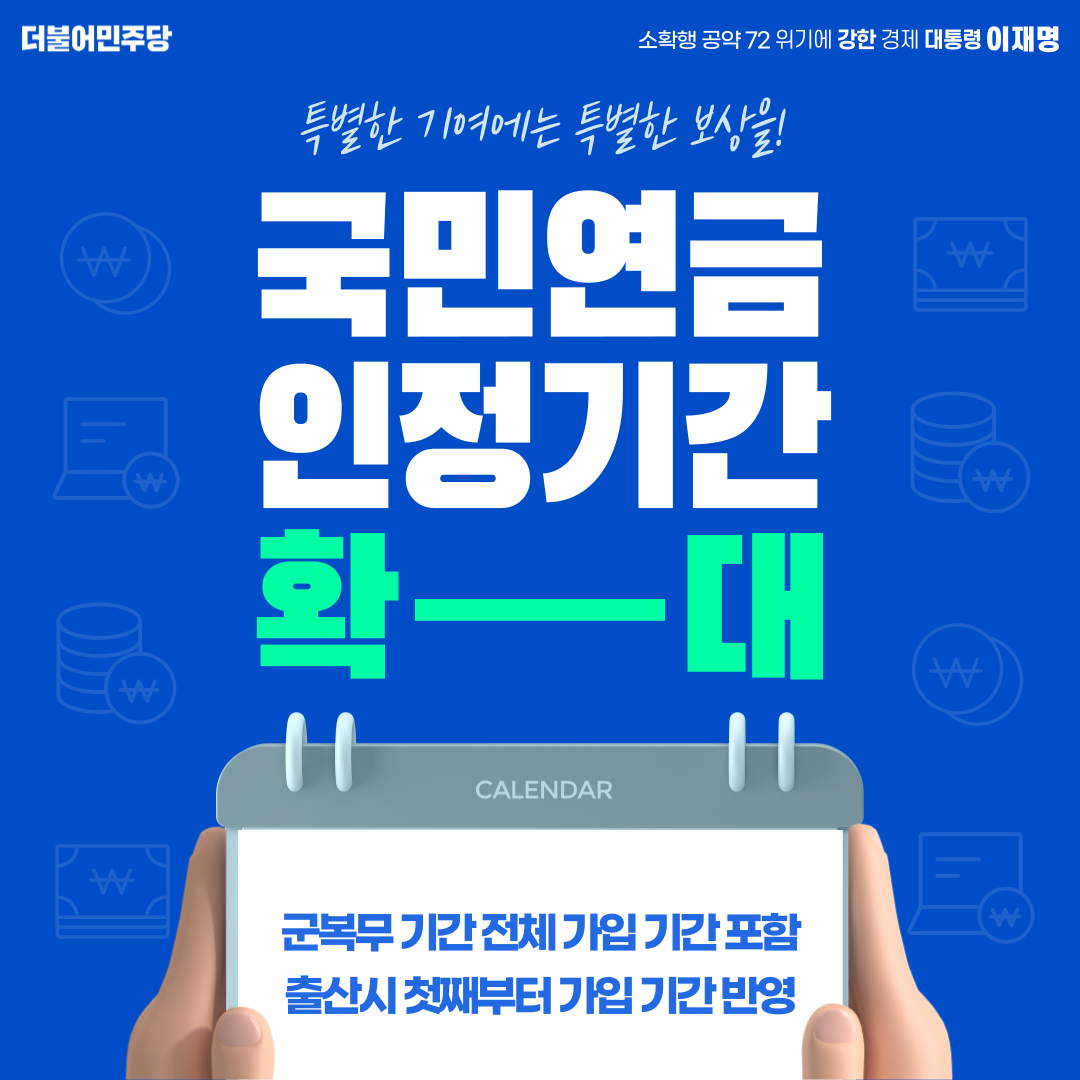 더불어민주당
소확행 공약 72 위기에 강한 경제 대통령 이재명
특별한 기여에는 특별한 보상을!
국민연금
인정기간
확ㅡ대
CALENDAR
군복무 기간 전체 가입 기간 포함
출산시 첫째부터 가입 기간 반영